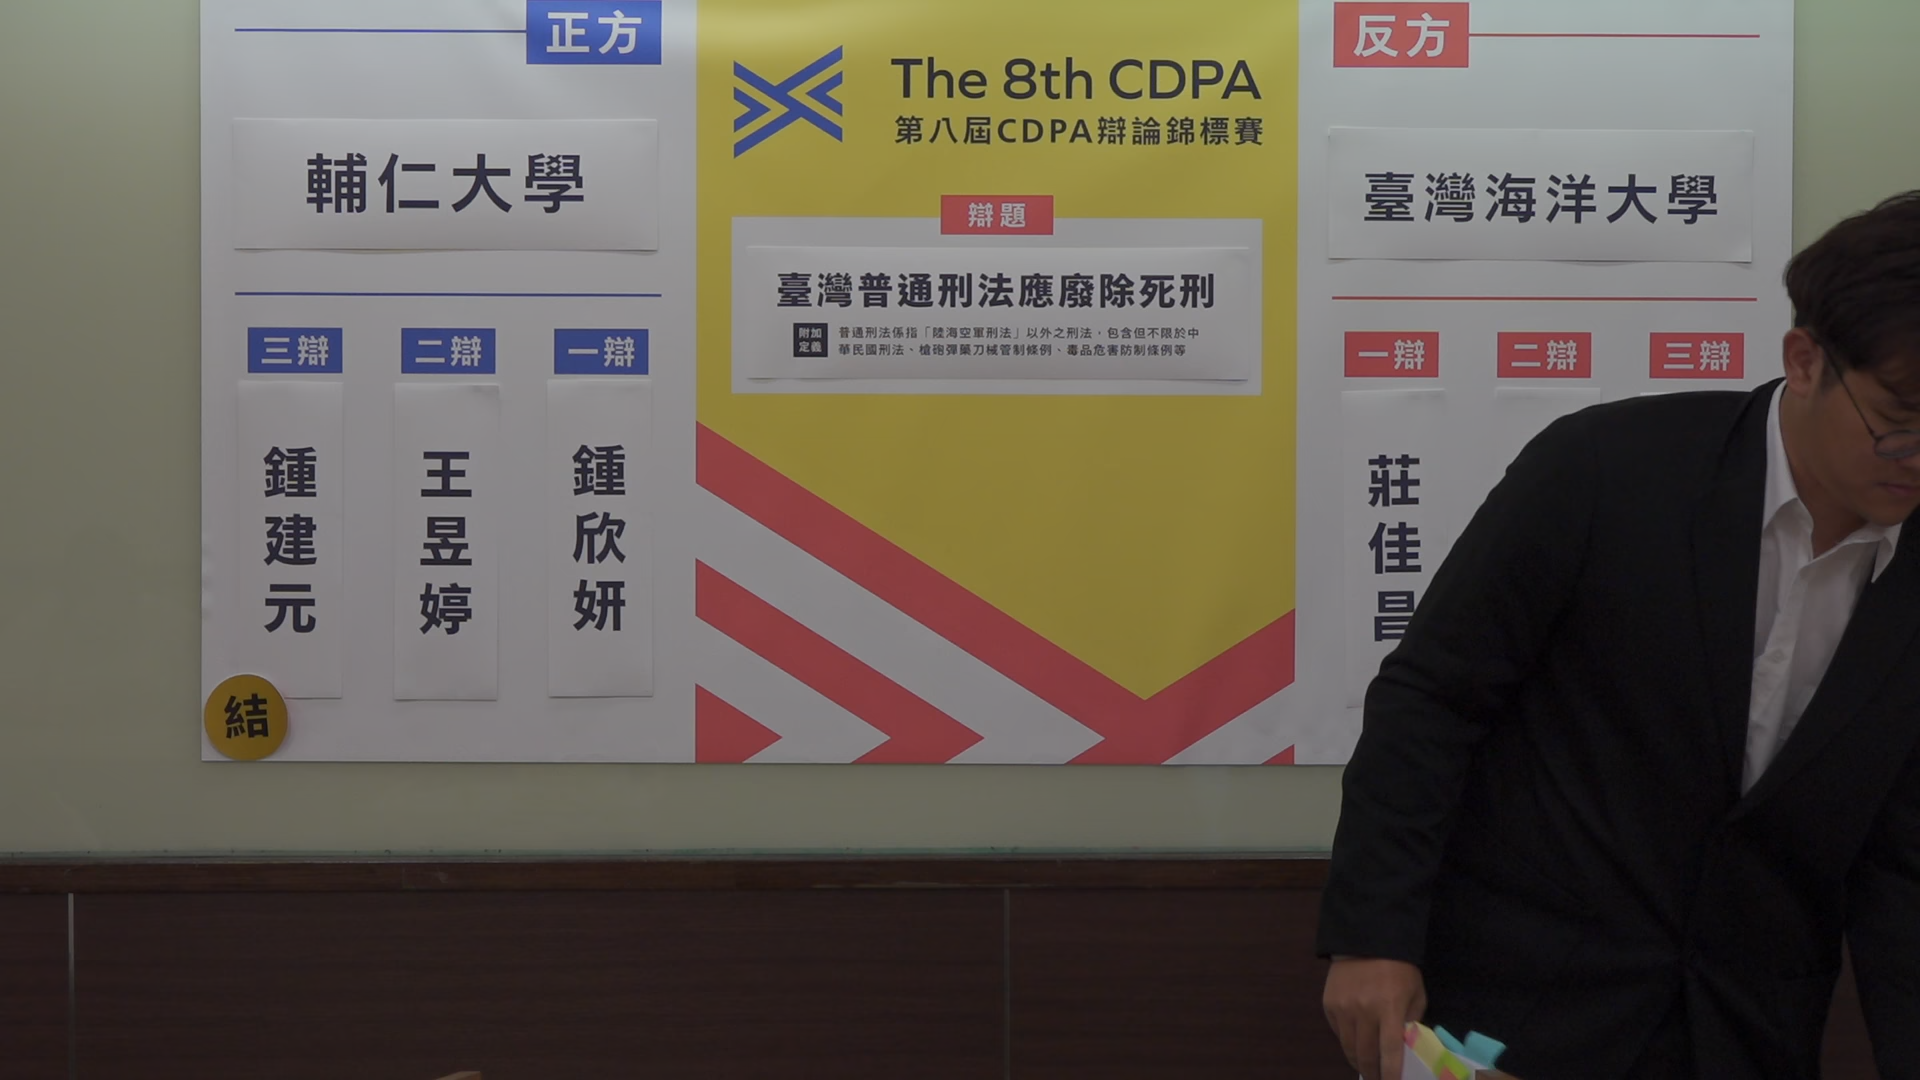 正方
輔仁大學
三辯
二辯
一辯
鍾建元
王昱婷
鍾欣妍
結
The 8th CDPA
第八屆CDPA辯論錦標賽
辯題
臺灣普通刑法應廢除死刑
附加
定義
普通刑法係指「陸海空軍刑法」以外之刑法，包含但不限於中
華民國刑法、槍砲彈藥刀械管制條例、毒品危害防制條例等
反方
臺灣海洋大學
一辯
二辯
三辯
莊佳昌